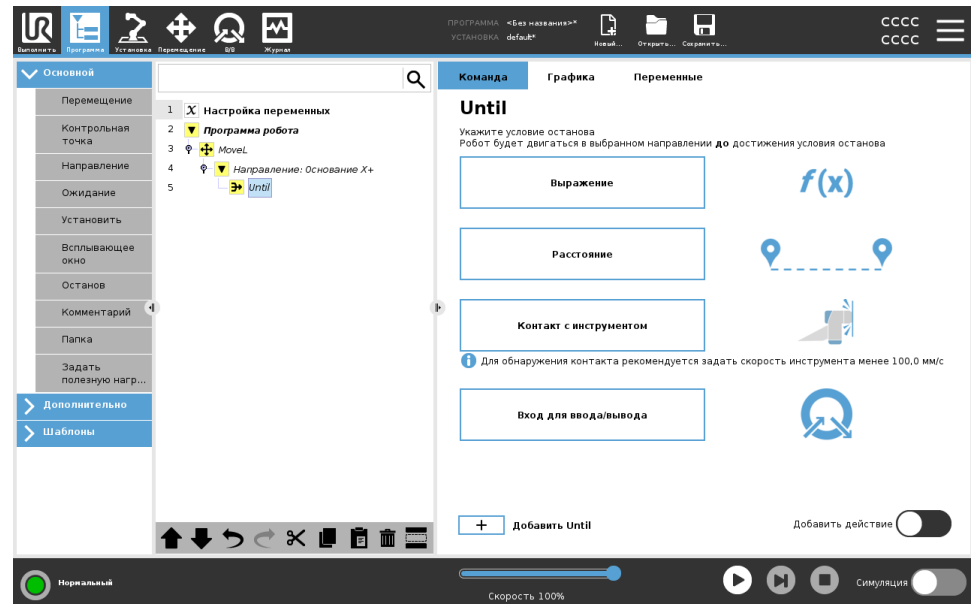 UR
Выполнить
Программа
Установка
Перемещение
В/В
Журнал
ПРОГРАММА <Без названия>*
УСТАНОВКА default*
Новый...
Открыть...
Сохранить...
CCCC
CCCC
Основной
Перемещение
Контрольная
точка
Направление
Ожидание
Установить
Всплывающее
окно
Останов
Комментарий
Папка
Задать
полезную нагр...
Дополнительно
Шаблоны
1 X Настройка переменных
2 Программа робота
3 MoveL
4 Направление: Основание X+
5 Until
Команда
Графика
Переменные
Until
Укажите условие останова
Робот будет двигаться в выбранном направлении до достижения условия останова
Выражение
f(x)
Расстояние
Контакт с инструментом
Для обнаружения контакта рекомендуется задать скорость инструмента менее 100,0 мм/с
Вход для ввода/вывода
+ Добавить Until
Добавить действие
Нормальный
Скорость 100%
Симуляция